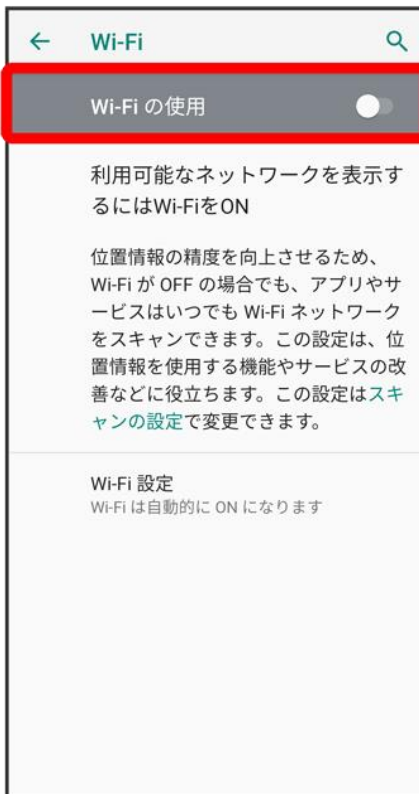 Wi-Fi
Wi-Fi の使用
利用可能なネットワークを表示す
るにはWi-FiをON
位置情報の精度を向上させるため、
Wi-Fi が OFF の場合でも、アプリやサ
ービスはいつでも Wi-Fi ネットワーク
をスキャンできます。この設定は、位
置情報を使用する機能やサービスの改
善などに役立ちます。この設定はスキ
ャンの設定で変更できます。
Wi-Fi 設定
Wi-Fi は自動的に ON になります